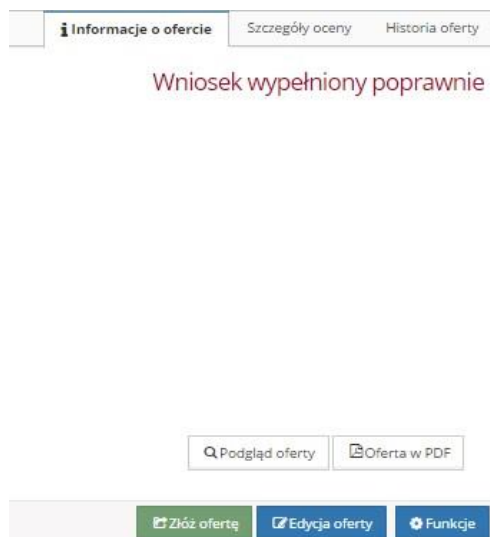 Informacje o ofercie Szczegóły oceny Historia oferty
Wniosek wypełniony poprawnie
Podgląd oferty Oferta w PDF
Złóż ofertę Edycja oferty Funkcje